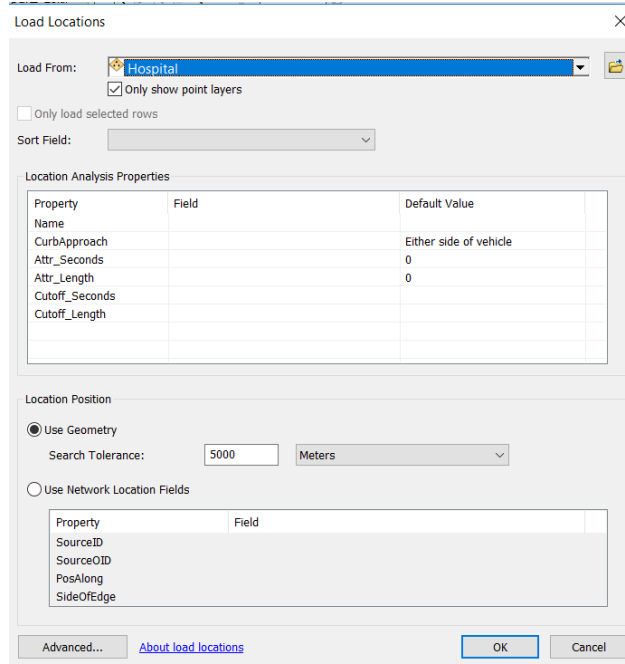 Load Locations
Load From: Hospital
Only show point layers
Only load selected rows
Sort Field:
Location Analysis Properties
Property Field Default Value
Name
CurbApproach Either side of vehicle
Attr_Seconds 0
Attr_Length 0
Cutoff_Seconds
Cutoff_Length
Location Position
Use Geometry
Search Tolerance: 5000 Meters
Use Network Location Fields
Property Field
SourceID
SourceOID
PosAlong
SideOfEdge
Advanced... About load locations OK Cancel